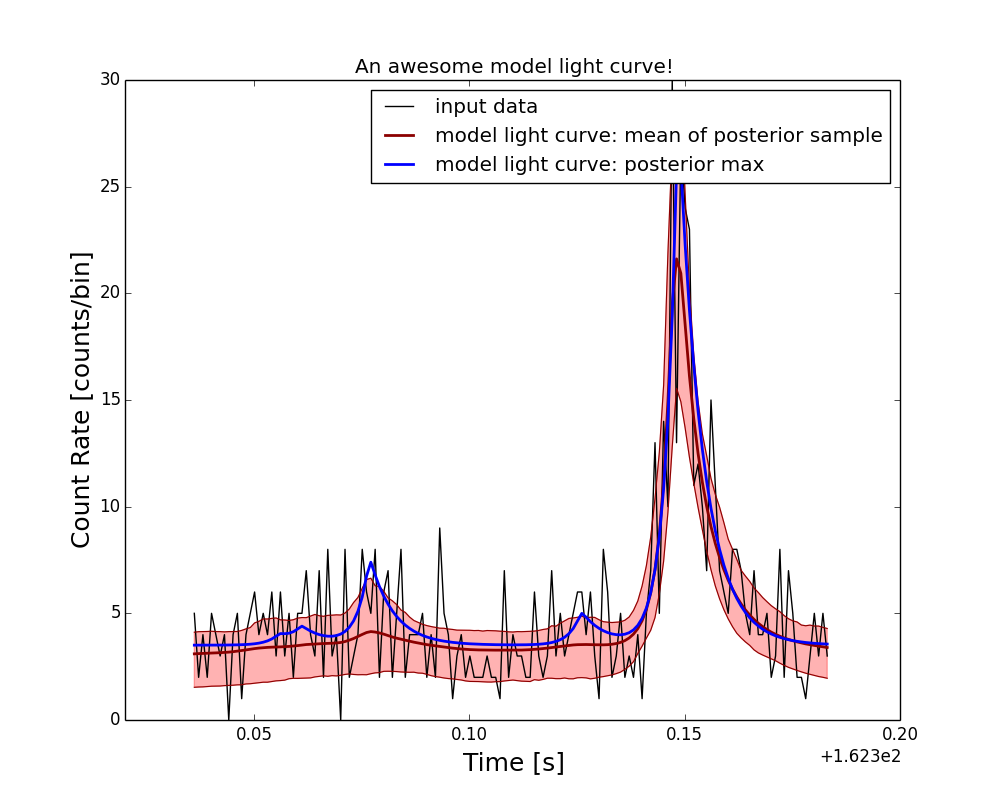 An awesome model light curve!
30
input data
model light curve: mean of posterior sample
model light curve: posterior max
25
20
15
10
5
0
Count Rate [counts/bin]
0.05
0.10
0.15
0.20
Time [s]
+1.623e2